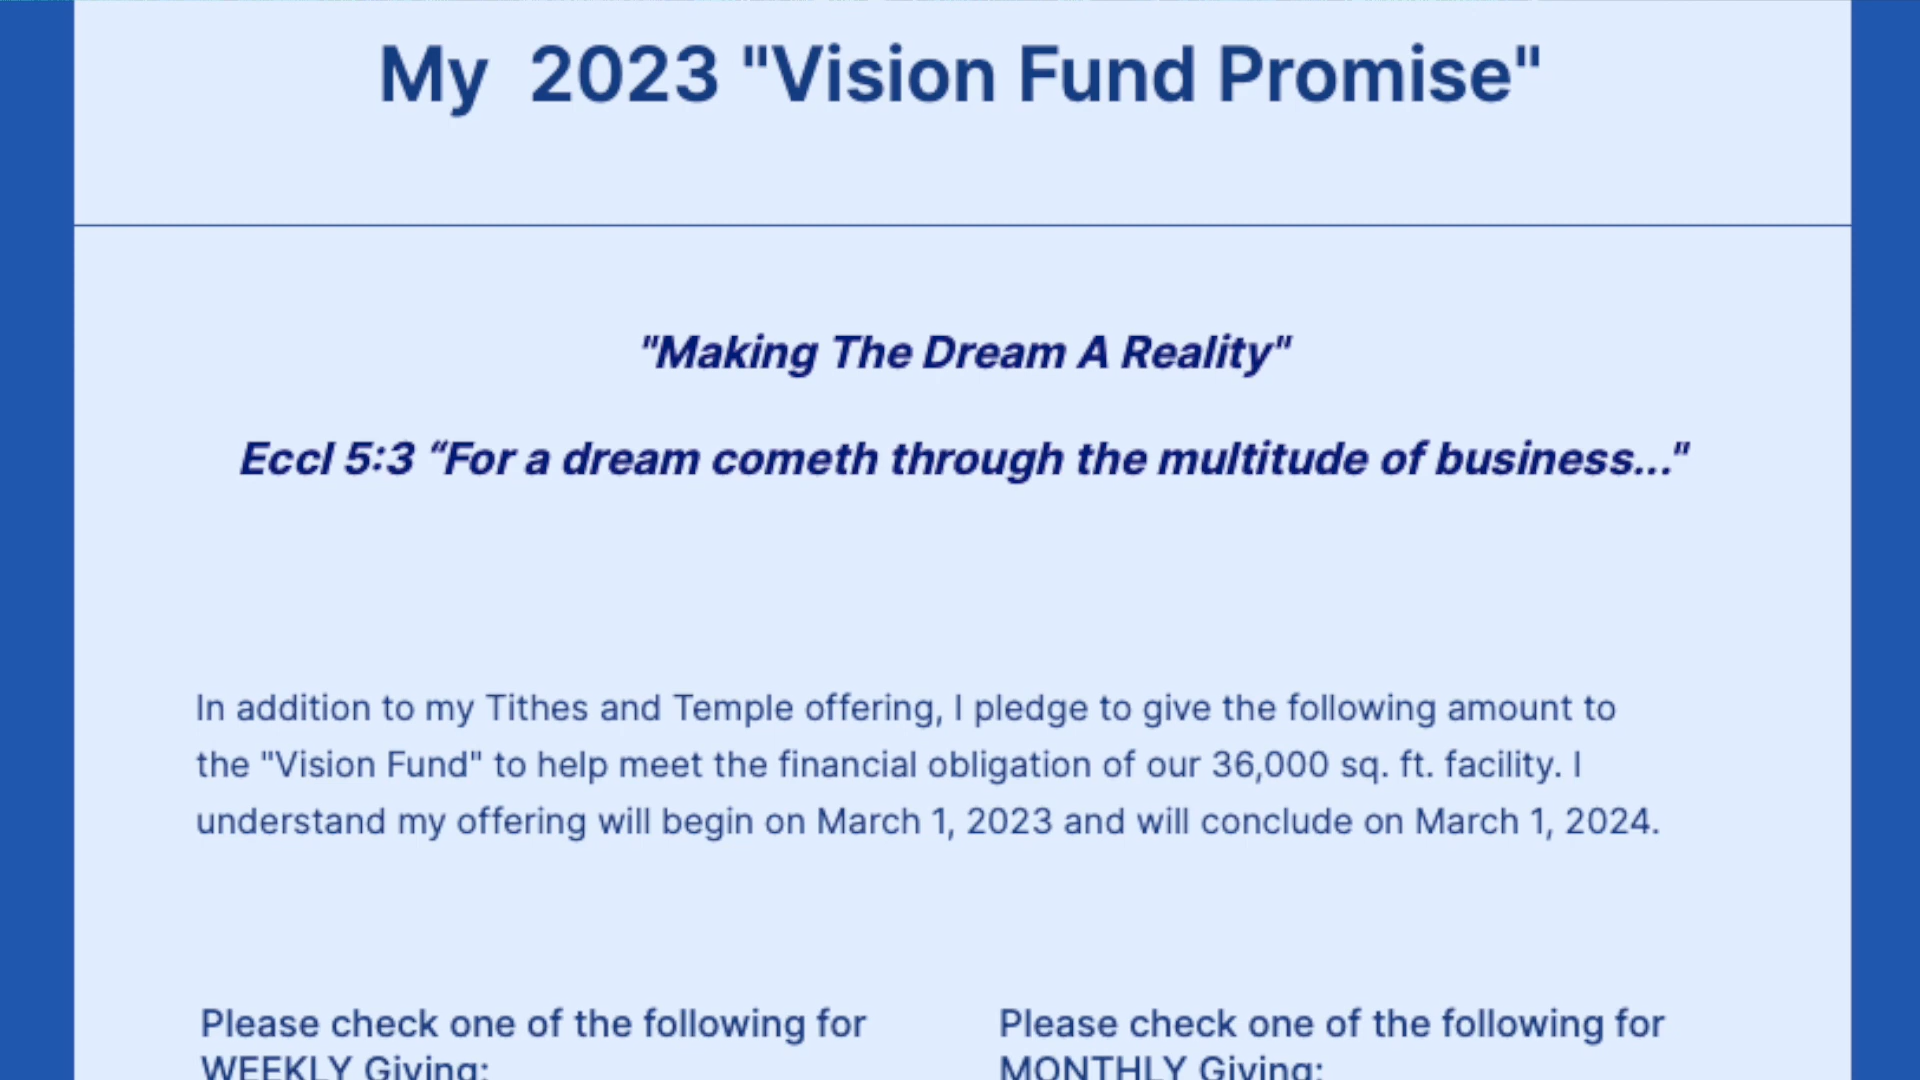 My  2023 "Vision Fund Promise"
"Making The Dream A Reality"
Eccl 5:3 “For a dream cometh through the multitude of business..."
In addition to my Tithes and Temple offering, I pledge to give the following amount to
the "Vision Fund" to help meet the financial obligation of our 36,000 sq. ft. facility. I
understand my offering will begin on March 1, 2023 and will conclude on March 1, 2024.
Please check one of the following for
WEEKLY Giving:
Please check one of the following for
MONTHLY Giving: